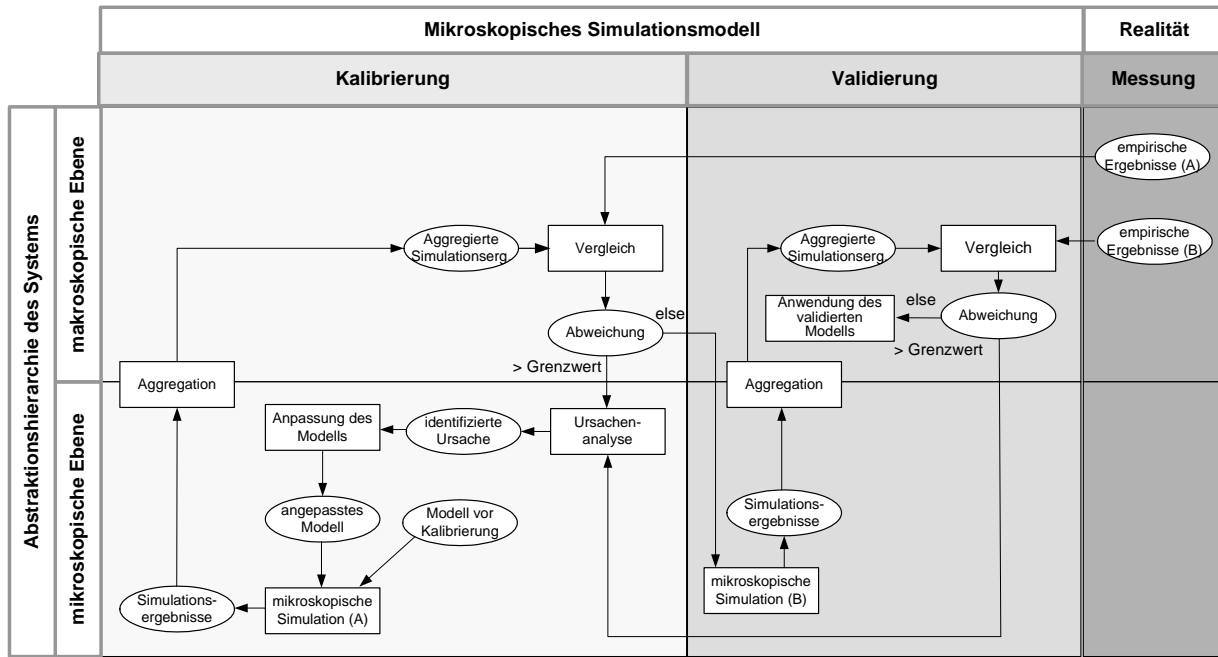 Mikroskopisches Simulationsmodell
Realität
Kalibrierung
Validierung
Messung
Abstraktionshierarchie des Systems
makroskopische Ebene
mikroskopische Ebene
empirische
Ergebnisse (A)
Aggregierte
Simulationserg
Vergleich
Aggregierte
Simulationserg
Vergleich
empirische
Ergebnisse (B)
Abweichung
else
> Grenzwert
Anwendung des
validierten
Modells
else
Abweichung
> Grenzwert
Aggregation
Aggregation
Anpassung des
Modells
identifizierte
Ursache
Ursachen-
analyse
angepasstes
Modell
Modell vor
Kalibrierung
Simulations-
ergebnisse
Simulations-
ergebnisse
mikroskopische
Simulation (A)
mikroskopische
Simulation (B)